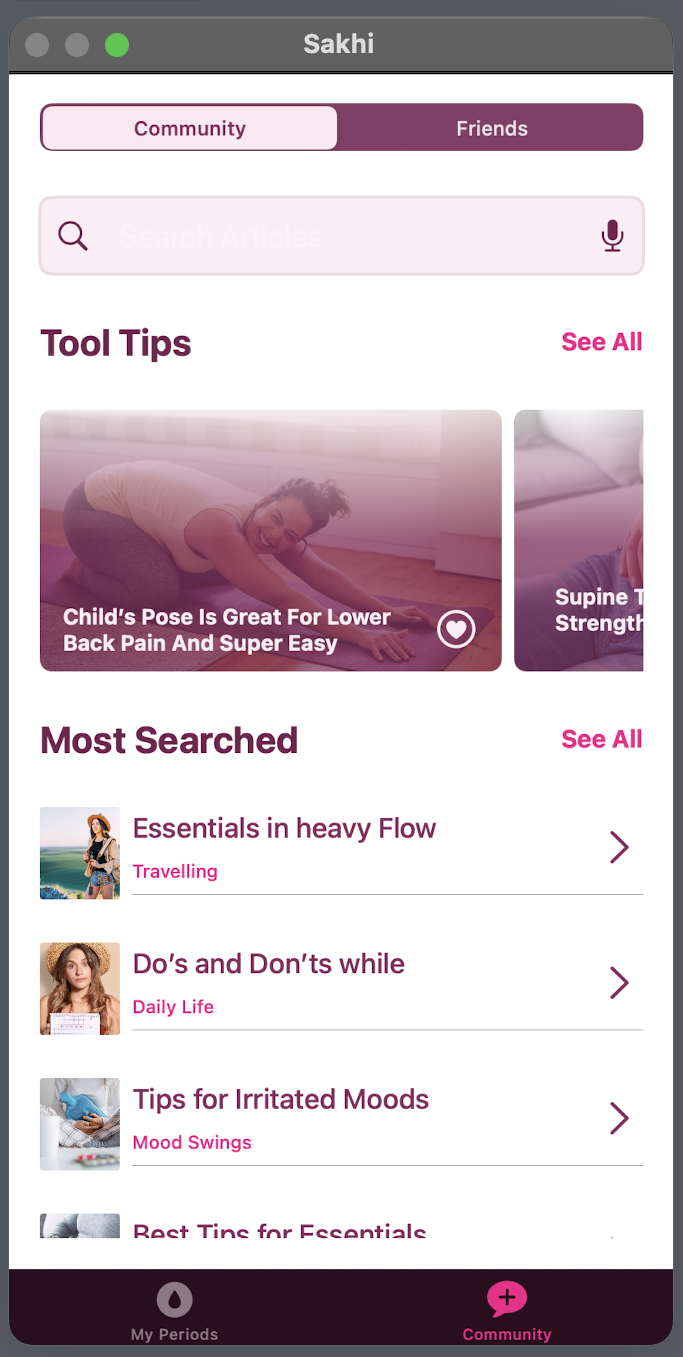 Sakhi
Community
Friends
Search Articles
Tool Tips
See All
Child's Pose Is Great For Lower
Back Pain And Super Easy
Supine T
Strength
Most Searched
See All
Essentials in heavy Flow
Travelling
Do's and Don'ts while
Daily Life
Tips for Irritated Moods
Mood Swings
Best Tips for Essentials
My Periods
Community